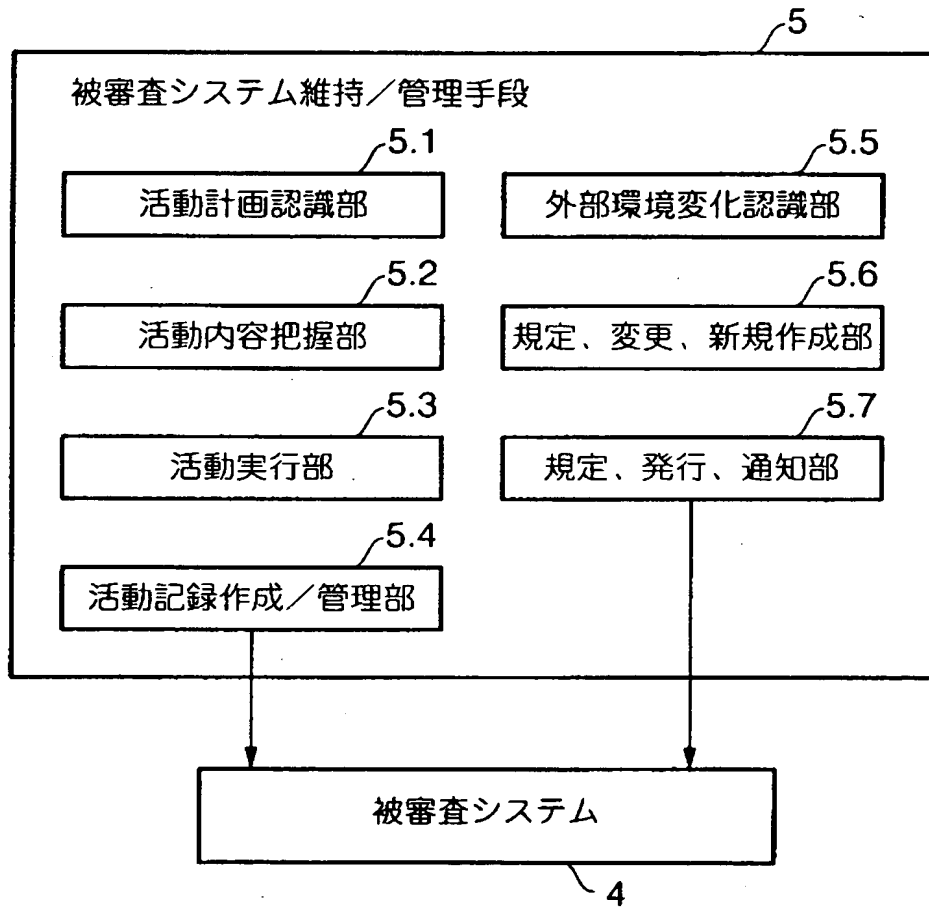 5
被審査システム維持／管理手段
5.1
活動計画認識部
5.2
活動内容把握部
5.3
活動実行部
5.4
活動記録作成／管理部
5.5
外部環境変化認識部
5.6
規定、変更、新規作成部
5.7
規定、発行、通知部
被審査システム
4